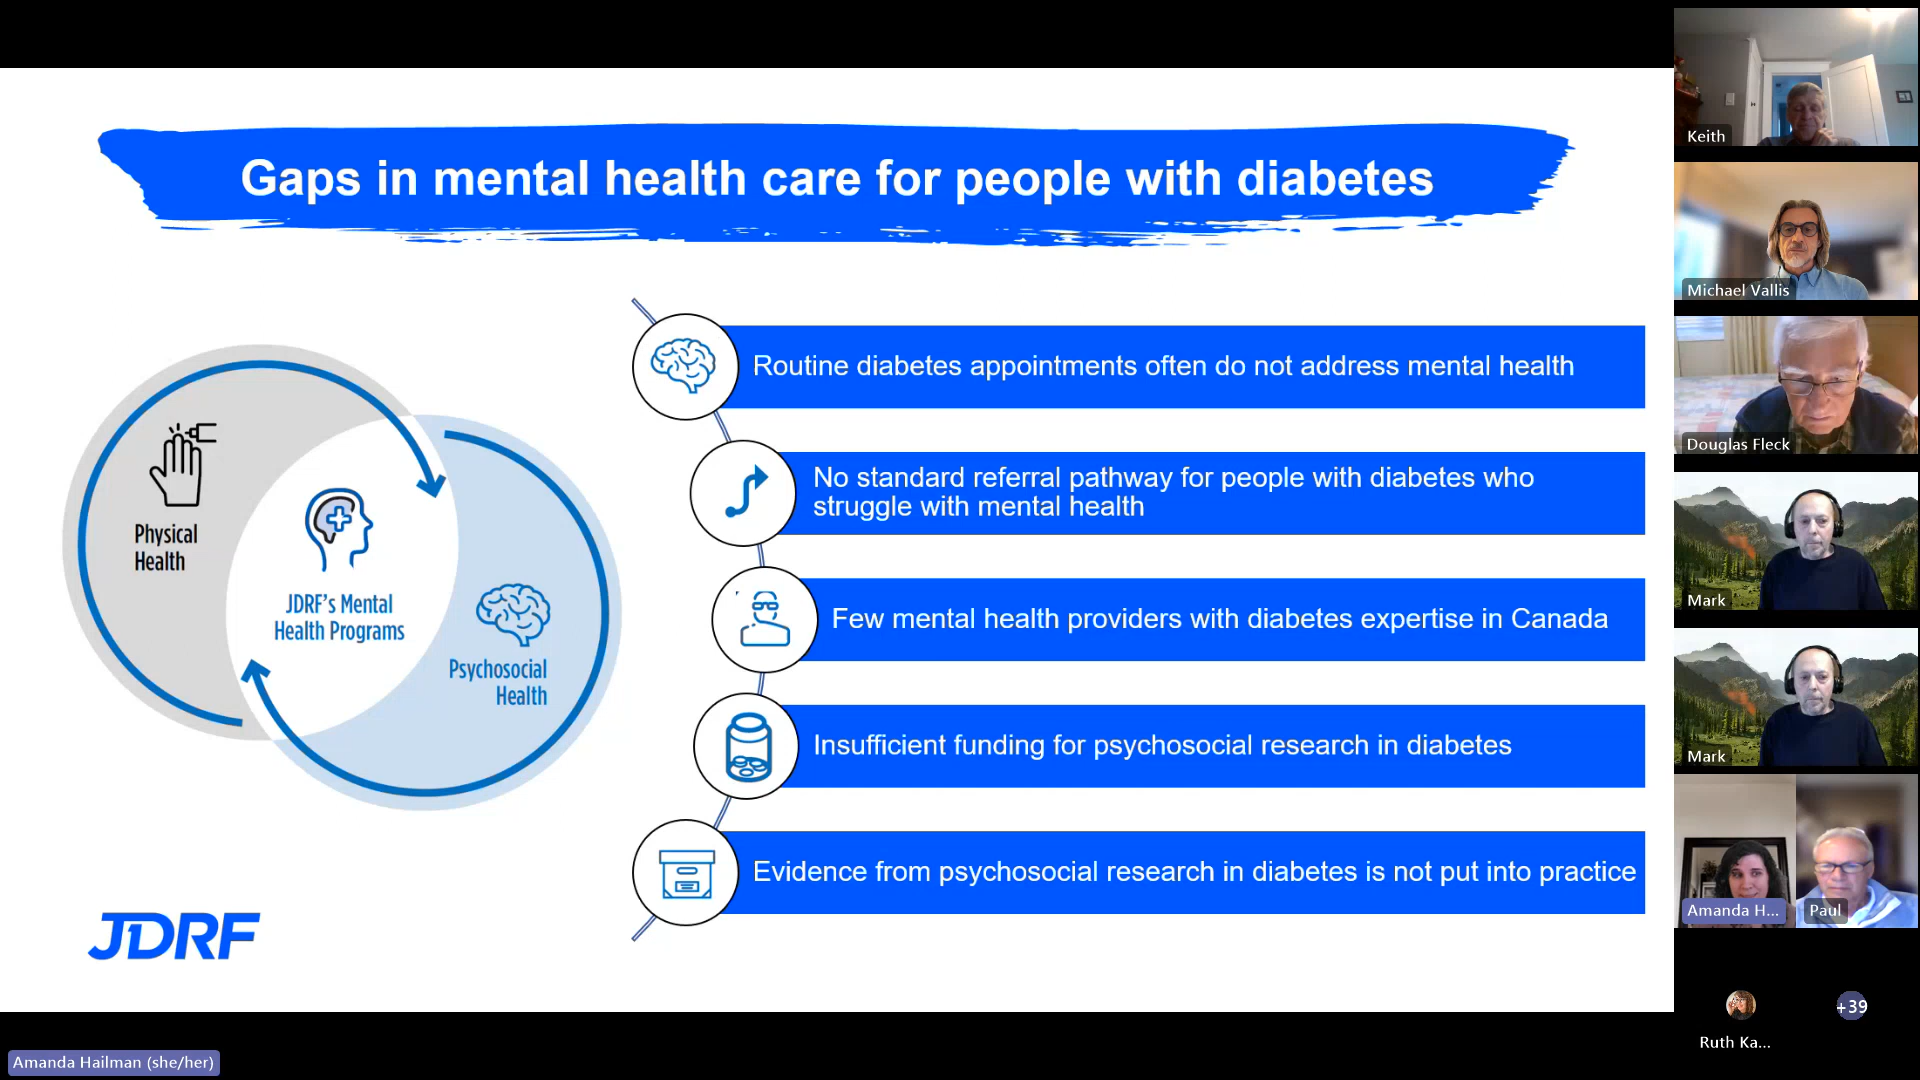 Gaps in mental health care for people with diabetes
Physical
Health
JDRF's Mental
Health Programs
Psychosocial
Health
Routine diabetes appointments often do not address mental health
No standard referral pathway for people with diabetes who
struggle with mental health
Few mental health providers with diabetes expertise in Canada
Insufficient funding for psychosocial research in diabetes
Evidence from psychosocial research in diabetes is not put into practice
JDRF
Amanda Hailman (she/her)
Keith
Michael Vallis
Douglas Fleck
Mark
Mark
Amanda H...
Paul
Ruth Ka...
+39